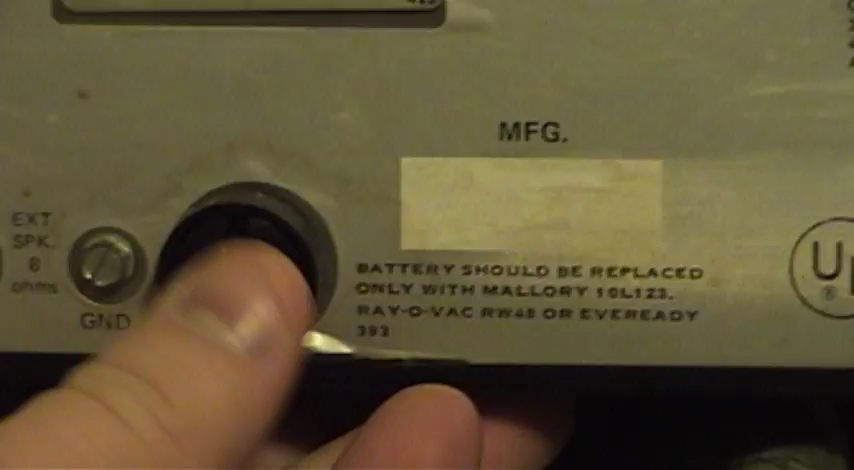 MFG.
EXT
SPK.
8
ohms
GND
BATTERY SHOULD BE REPLACED
ONLY WITH MALLORY 10L123.
RAY-O-VAC RW48 OR EVEREADY
393
U
®